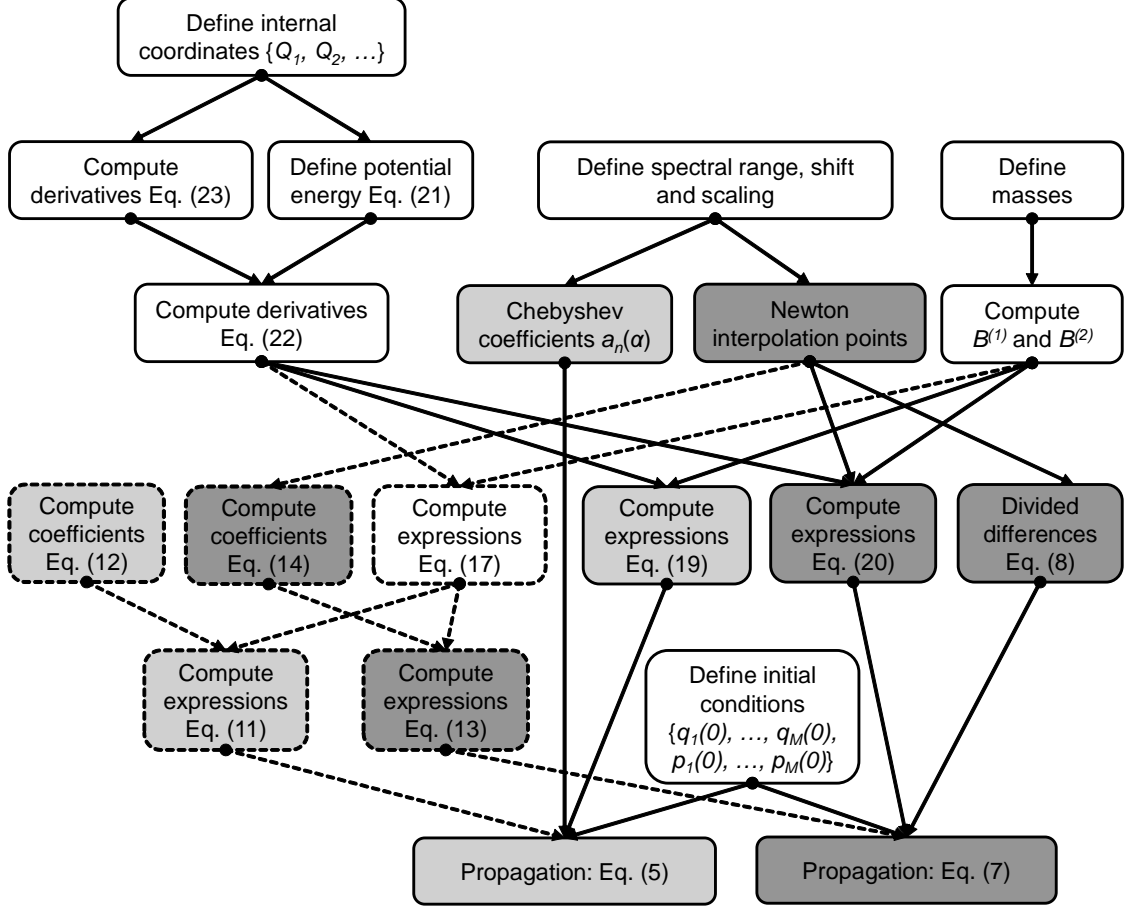 Define internal
coordinates {Q₁, Q₂, …}
Compute
derivatives Eq. (23)
Define potential
energy Eq. (21)
Define spectral range, shift
and scaling
Define
masses
Compute derivatives
Eq. (22)
Chebyshev
coefficients aₙ(α)
Newton
interpolation points
Compute
B⁽¹⁾ and B⁽²⁾
Compute
coefficients
Eq. (12)
Compute
coefficients
Eq. (14)
Compute
expressions
Eq. (17)
Compute
expressions
Eq. (19)
Compute
expressions
Eq. (20)
Divided
differences
Eq. (8)
Compute
expressions
Eq. (11)
Compute
expressions
Eq. (13)
Define initial
conditions
{q₁(0), …, q_M(0),
p₁(0), …, p_M(0)}
Propagation: Eq. (5)
Propagation: Eq. (7)